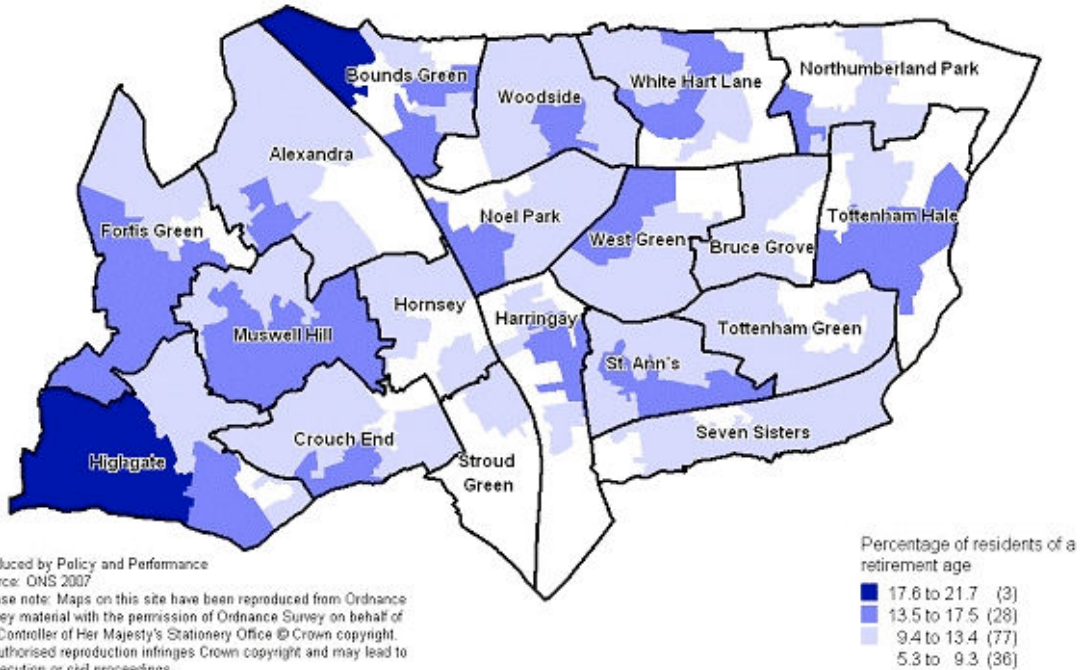 Bounds Green
White Hart Lane
Northumberland Park
Woodside
Alexandra
Noel Park
Tottenham Hale
Fortis Green
West Green
Bruce Grove
Hornsey
Harringay
Tottenham Green
Muswell Hill
St. Ann's
Seven Sisters
Crouch End
Highgate
Stroud
Green
duced by Policy and Performance
rce: ONS 2007
se note: Maps on this site have been reproduced from Ordnance
ey material with the permission of Ordnance Survey on behalf of
Controller of Her Majesty's Stationery Office © Crown copyright.
uthorised reproduction infringes Crown copyright and may lead to
ecution or civil proceedings
Percentage of residents of a
retirement age
17.6 to 21.7 (3)
13.5 to 17.5 (28)
9.4 to 13.4 (77)
5.3 to 9.3 (36)